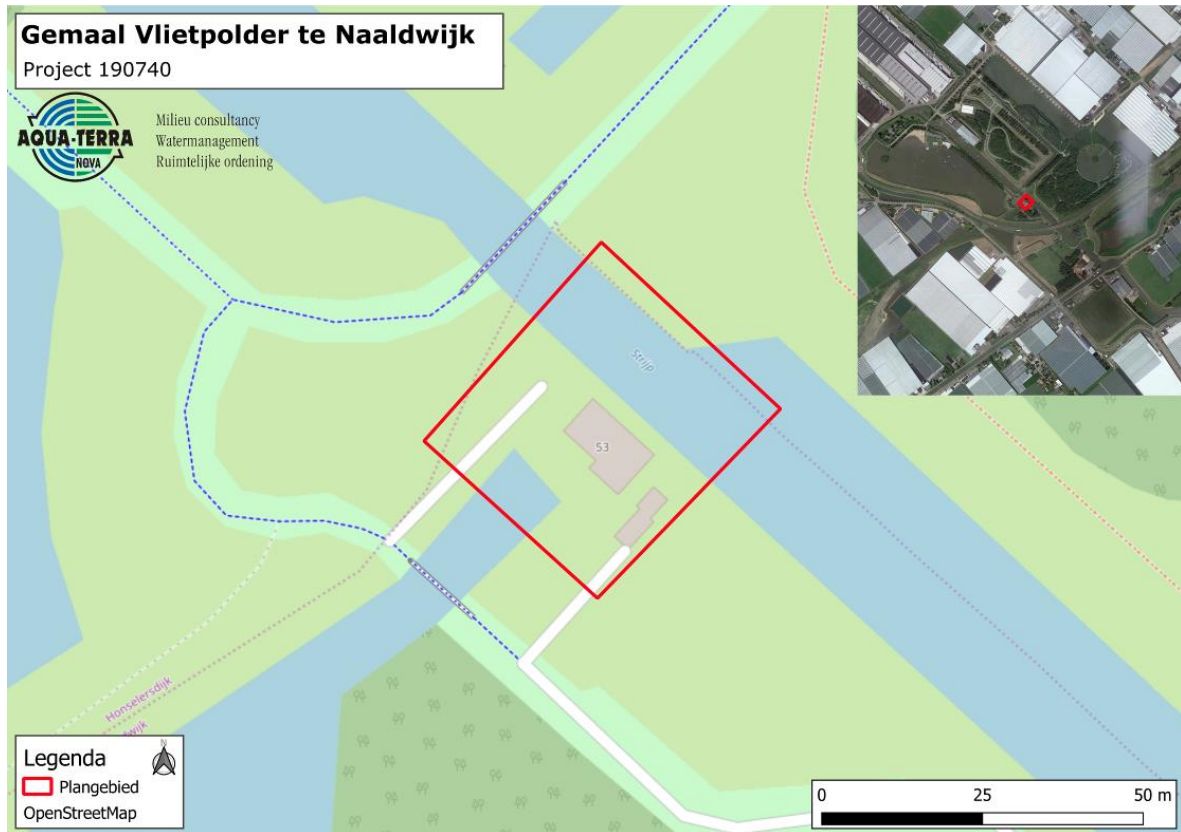 Gemaal Vlietpolder te Naaldwijk
Project 190740
AQUA-TERRA
NOVA
Milieu consultancy
Watermanagement
Ruimtelijke ordening
Strijp
53
Honselersdijk
wijk
Legenda
N
Plangebied
OpenStreetMap
0 25 50 m